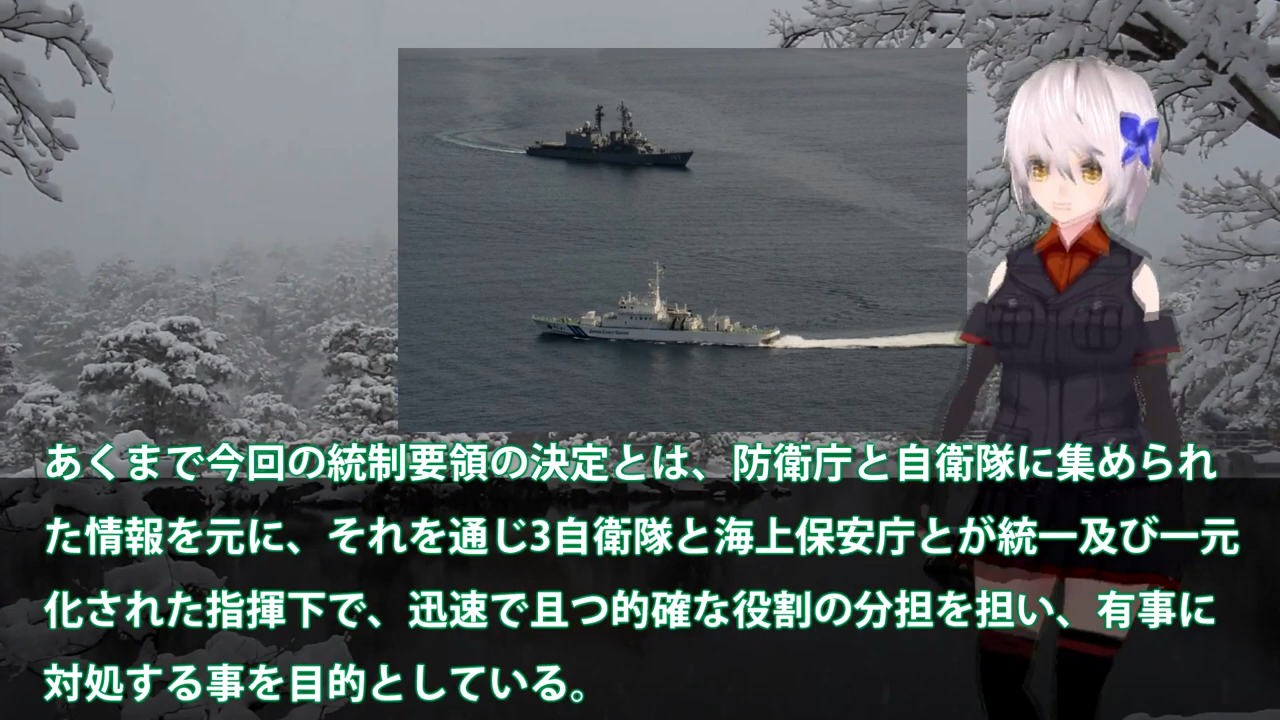 あくまで今回の統制要領の決定とは、防衛庁と自衛隊に集められ
た情報を元に、それを通じ3自衛隊と海上保安庁とが統一及び一元
化された指揮下で、迅速で且つ的確な役割の分担を担い、有事に
対処する事を目的としている。